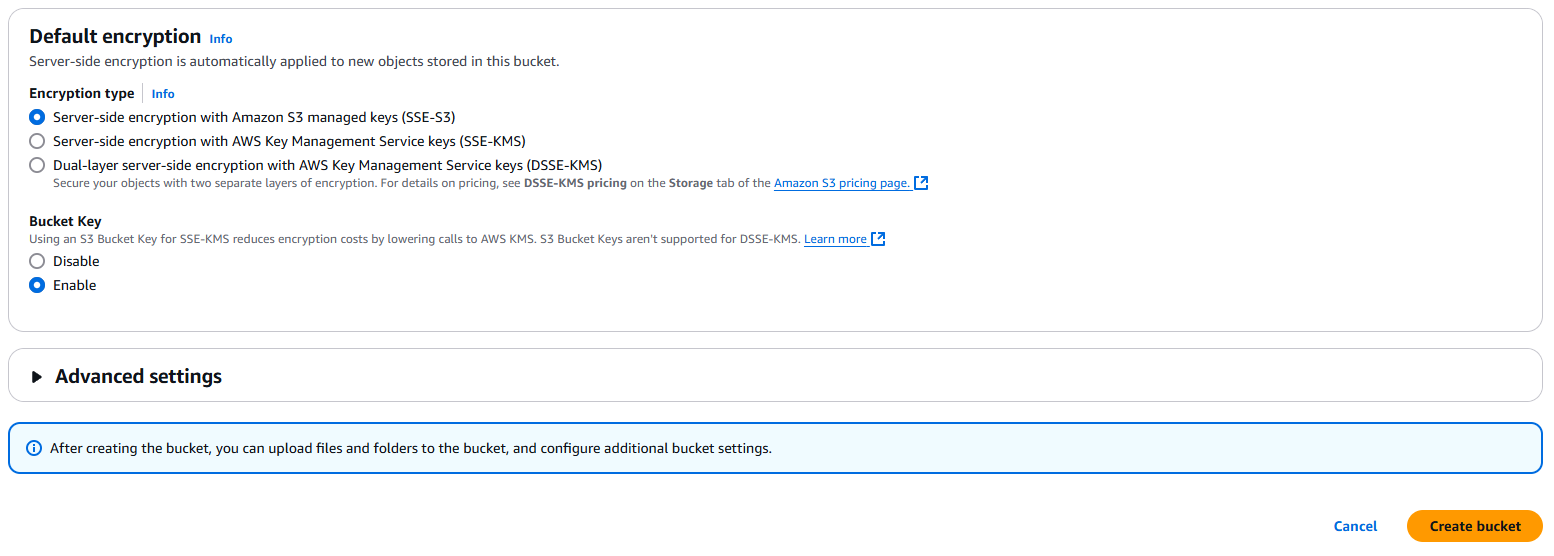 Default encryption Info
Server-side encryption is automatically applied to new objects stored in this bucket.
Encryption type Info
Server-side encryption with Amazon S3 managed keys (SSE-S3)
Server-side encryption with AWS Key Management Service keys (SSE-KMS)
Dual-layer server-side encryption with AWS Key Management Service keys (DSSE-KMS)
Secure your objects with two separate layers of encryption. For details on pricing, see DSSE-KMS pricing on the Storage tab of the Amazon S3 pricing page.
Bucket Key
Using an S3 Bucket Key for SSE-KMS reduces encryption costs by lowering calls to AWS KMS. S3 Bucket Keys aren't supported for DSSE-KMS. Learn more
Disable
Enable
Advanced settings
After creating the bucket, you can upload files and folders to the bucket, and configure additional bucket settings.
Cancel Create bucket